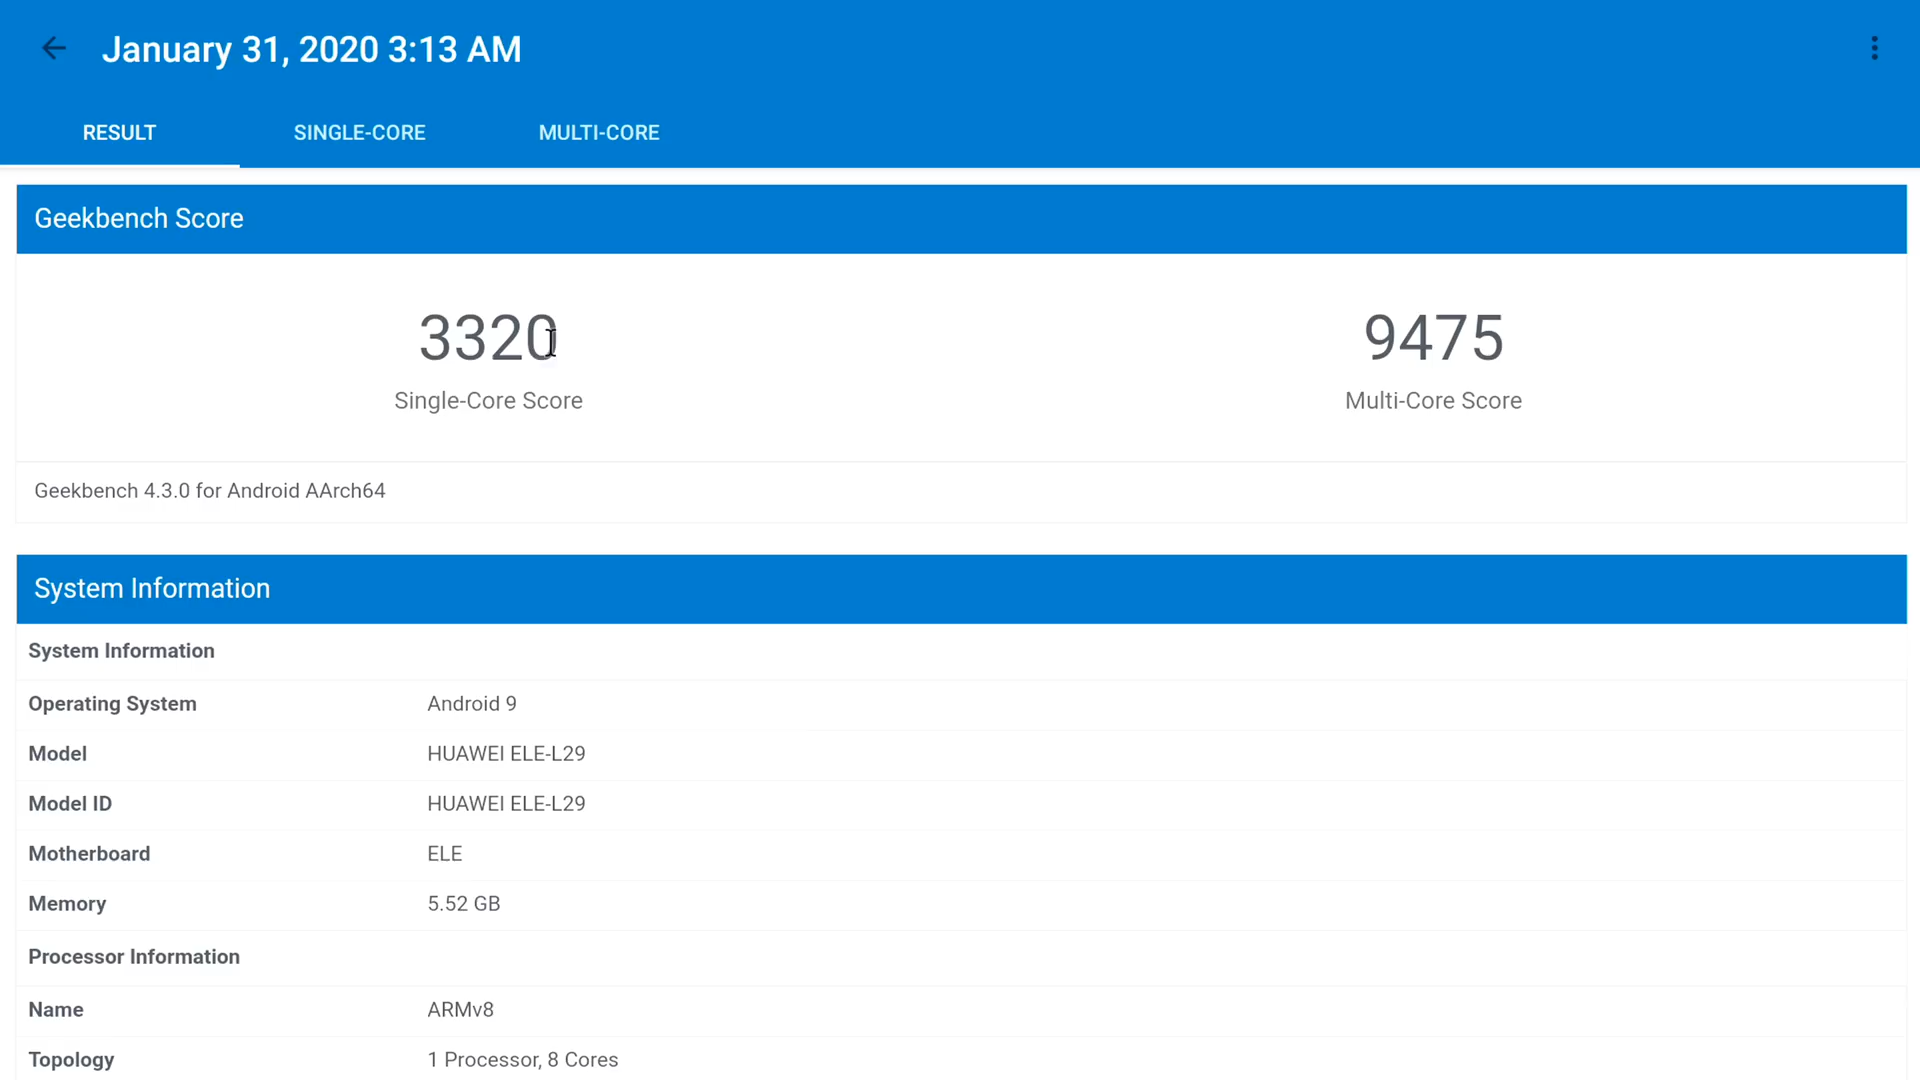 January 31, 2020 3:13 AM
RESULT SINGLE-CORE MULTI-CORE
Geekbench Score
3320 9475
Single-Core Score Multi-Core Score
Geekbench 4.3.0 for Android AArch64
System Information
System Information
Operating System Android 9
Model HUAWEI ELE-L29
Model ID HUAWEI ELE-L29
Motherboard ELE
Memory 5.52 GB
Processor Information
Name ARMv8
Topology 1 Processor, 8 Cores